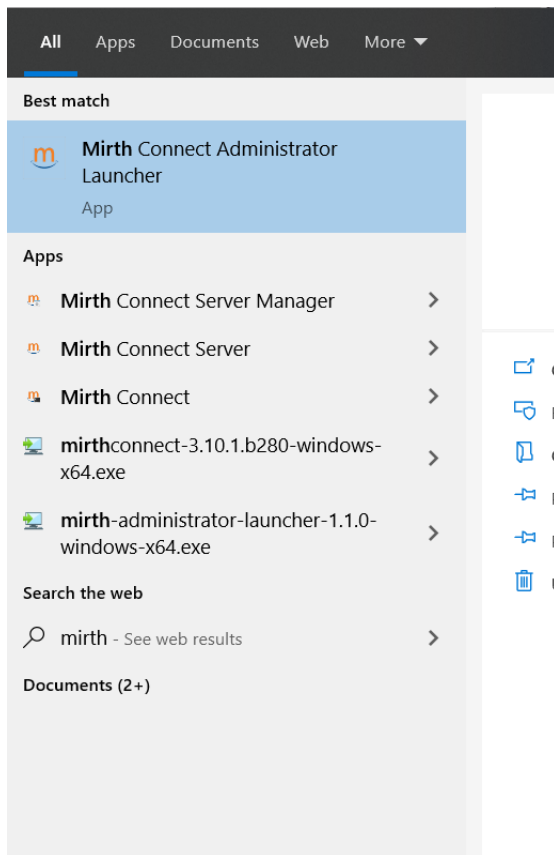 All Apps Documents Web More
Best match
Mirth Connect Administrator
Launcher
App
Apps
Mirth Connect Server Manager
Mirth Connect Server
Mirth Connect
mirthconnect-3.10.1.b280-windows-
x64.exe
mirth-administrator-launcher-1.1.0-
windows-x64.exe
Search the web
mirth - See web results
Documents (2+)